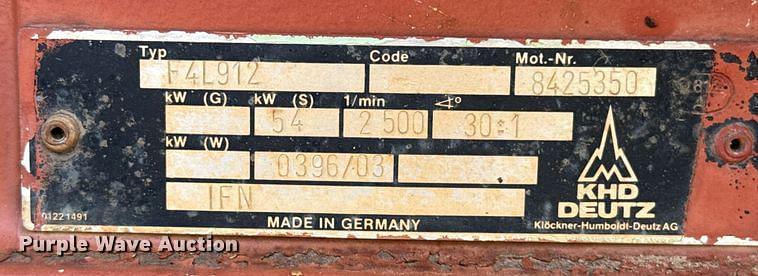 Typ Code Mot.-Nr.
F4L912 8425350
kW (G) kW (S) 1/min ∢°
54 2 500 30±1
kW (W)
0396/03
IFN
KHD
DEUTZ
01221491 MADE IN GERMANY Klöckner-Humboldt-Deutz AG
Purple Wave Auction